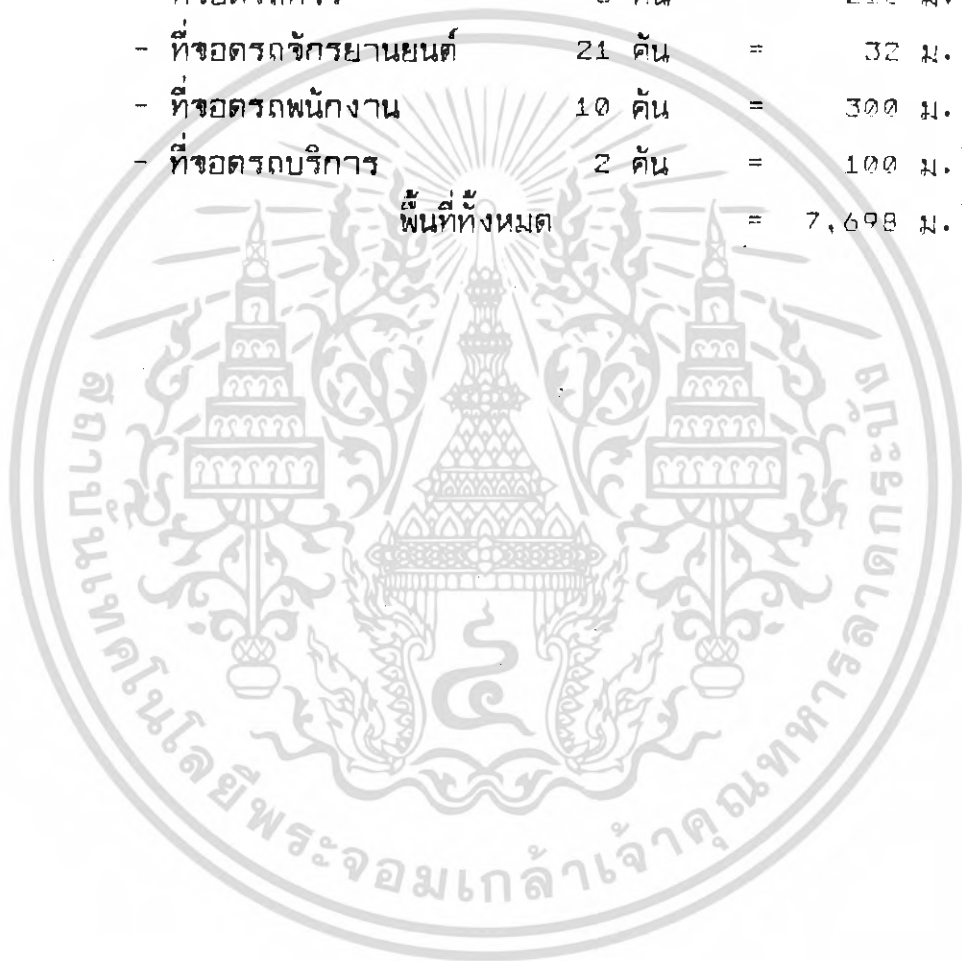 - ที่จอดรถจักรยานยนต์ 21 คัน = 32 ม.
- ที่จอดรถพนักงาน 10 คัน = 300 ม.
- ที่จอดรถบริการ 2 คัน = 100 ม.
พื้นที่ทั้งหมด = 7,698 ม.
สถาบันเทคโนโลยีพระจอมเกล้าเจ้าคุณทหารลาดกระบัง